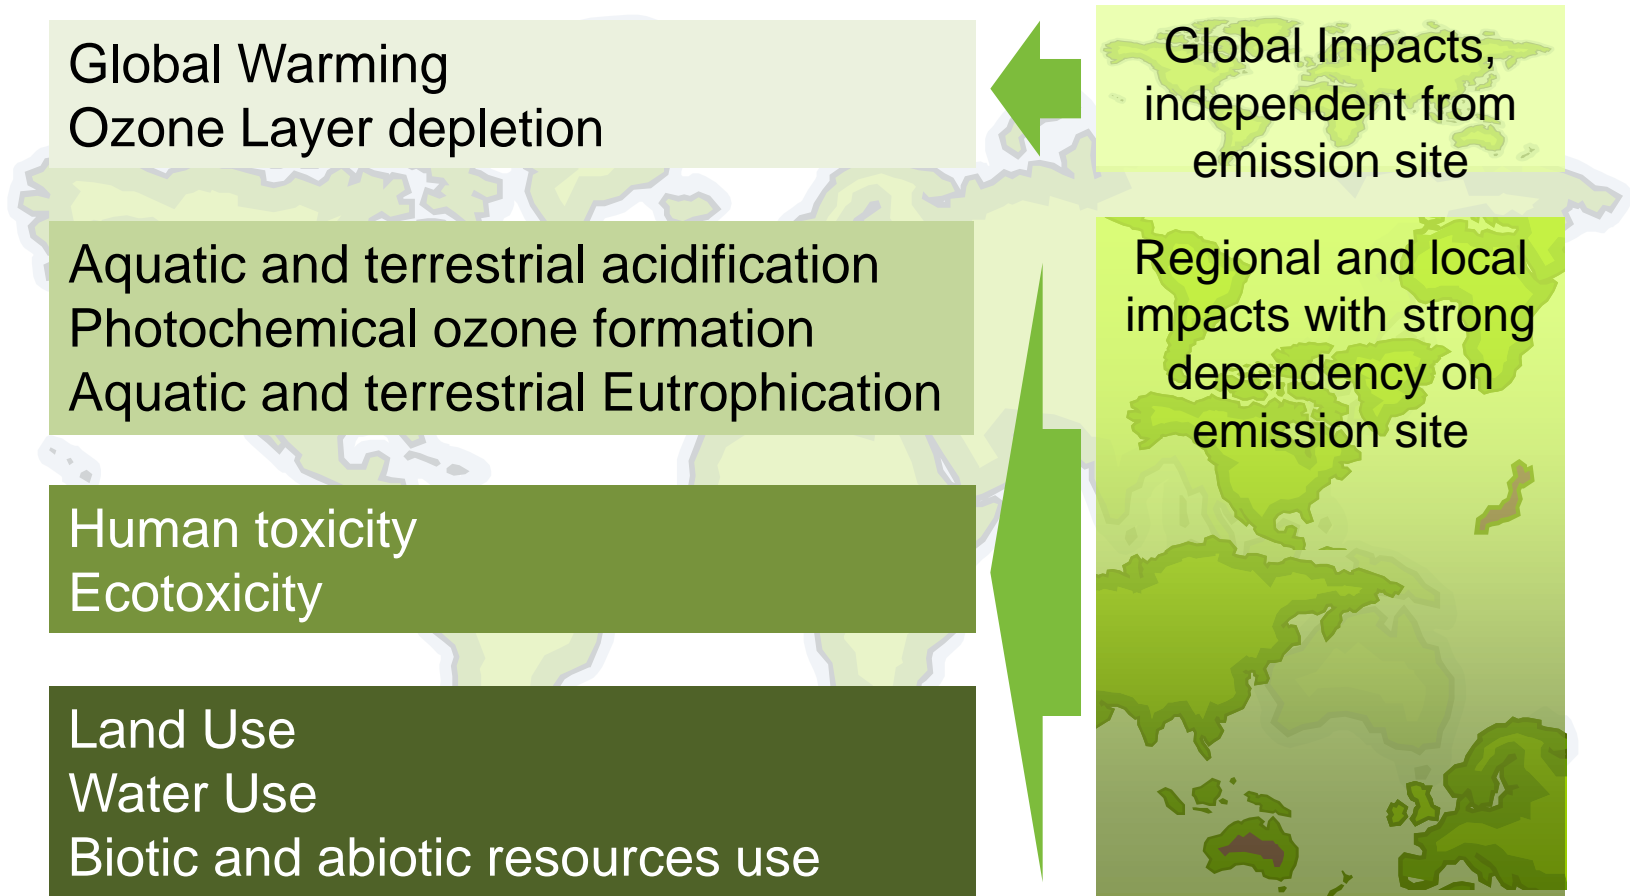 Global Warming
Ozone Layer depletion
Global Impacts,
independent from
emission site
Aquatic and terrestrial acidification
Photochemical ozone formation
Aquatic and terrestrial Eutrophication
Regional and local
impacts with strong
dependency on
emission site
Human toxicity
Ecotoxicity
Land Use
Water Use
Biotic and abiotic resources use